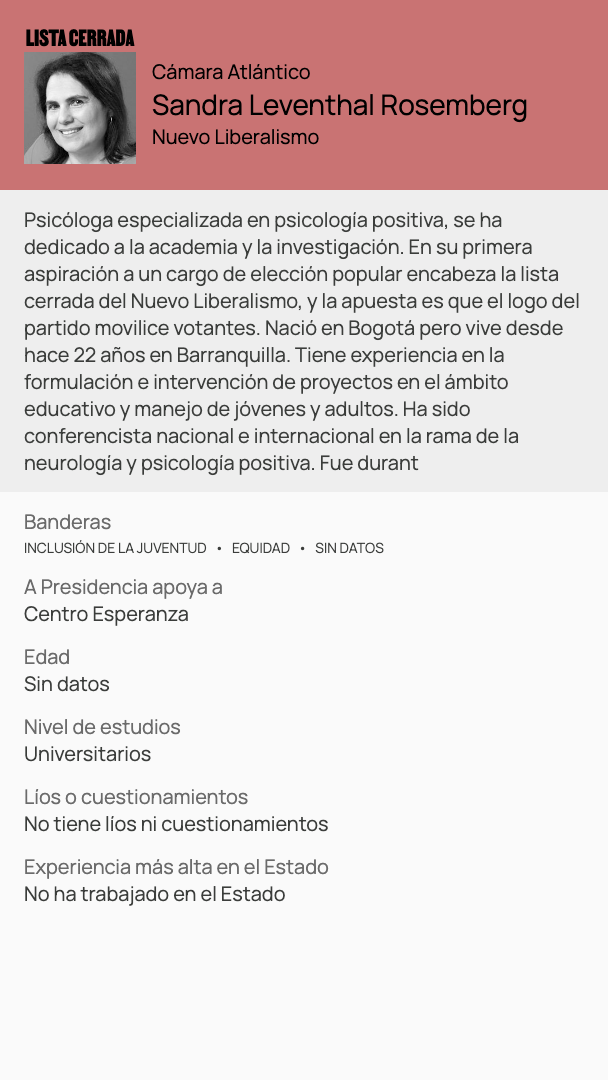 LISTA CERRADA
Cámara Atlántico
Sandra Leventhal Rosemberg
Nuevo Liberalismo
Psicóloga especializada en psicología positiva, se ha
dedicado a la academia y la investigación. En su primera
aspiración a un cargo de elección popular encabeza la lista
cerrada del Nuevo Liberalismo, y la apuesta es que el logo del
partido movilice votantes. Nació en Bogotá pero vive desde
hace 22 años en Barranquilla. Tiene experiencia en la
formulación e intervención de proyectos en el ámbito
educativo y manejo de jóvenes y adultos. Ha sido
conferencista nacional e internacional en la rama de la
neurología y psicología positiva. Fue durant
Banderas
INCLUSIÓN DE LA JUVENTUD • EQUIDAD • SIN DATOS
A Presidencia apoya a
Centro Esperanza
Edad
Sin datos
Nivel de estudios
Universitarios
Líos o cuestionamientos
No tiene líos ni cuestionamientos
Experiencia más alta en el Estado
No ha trabajado en el Estado